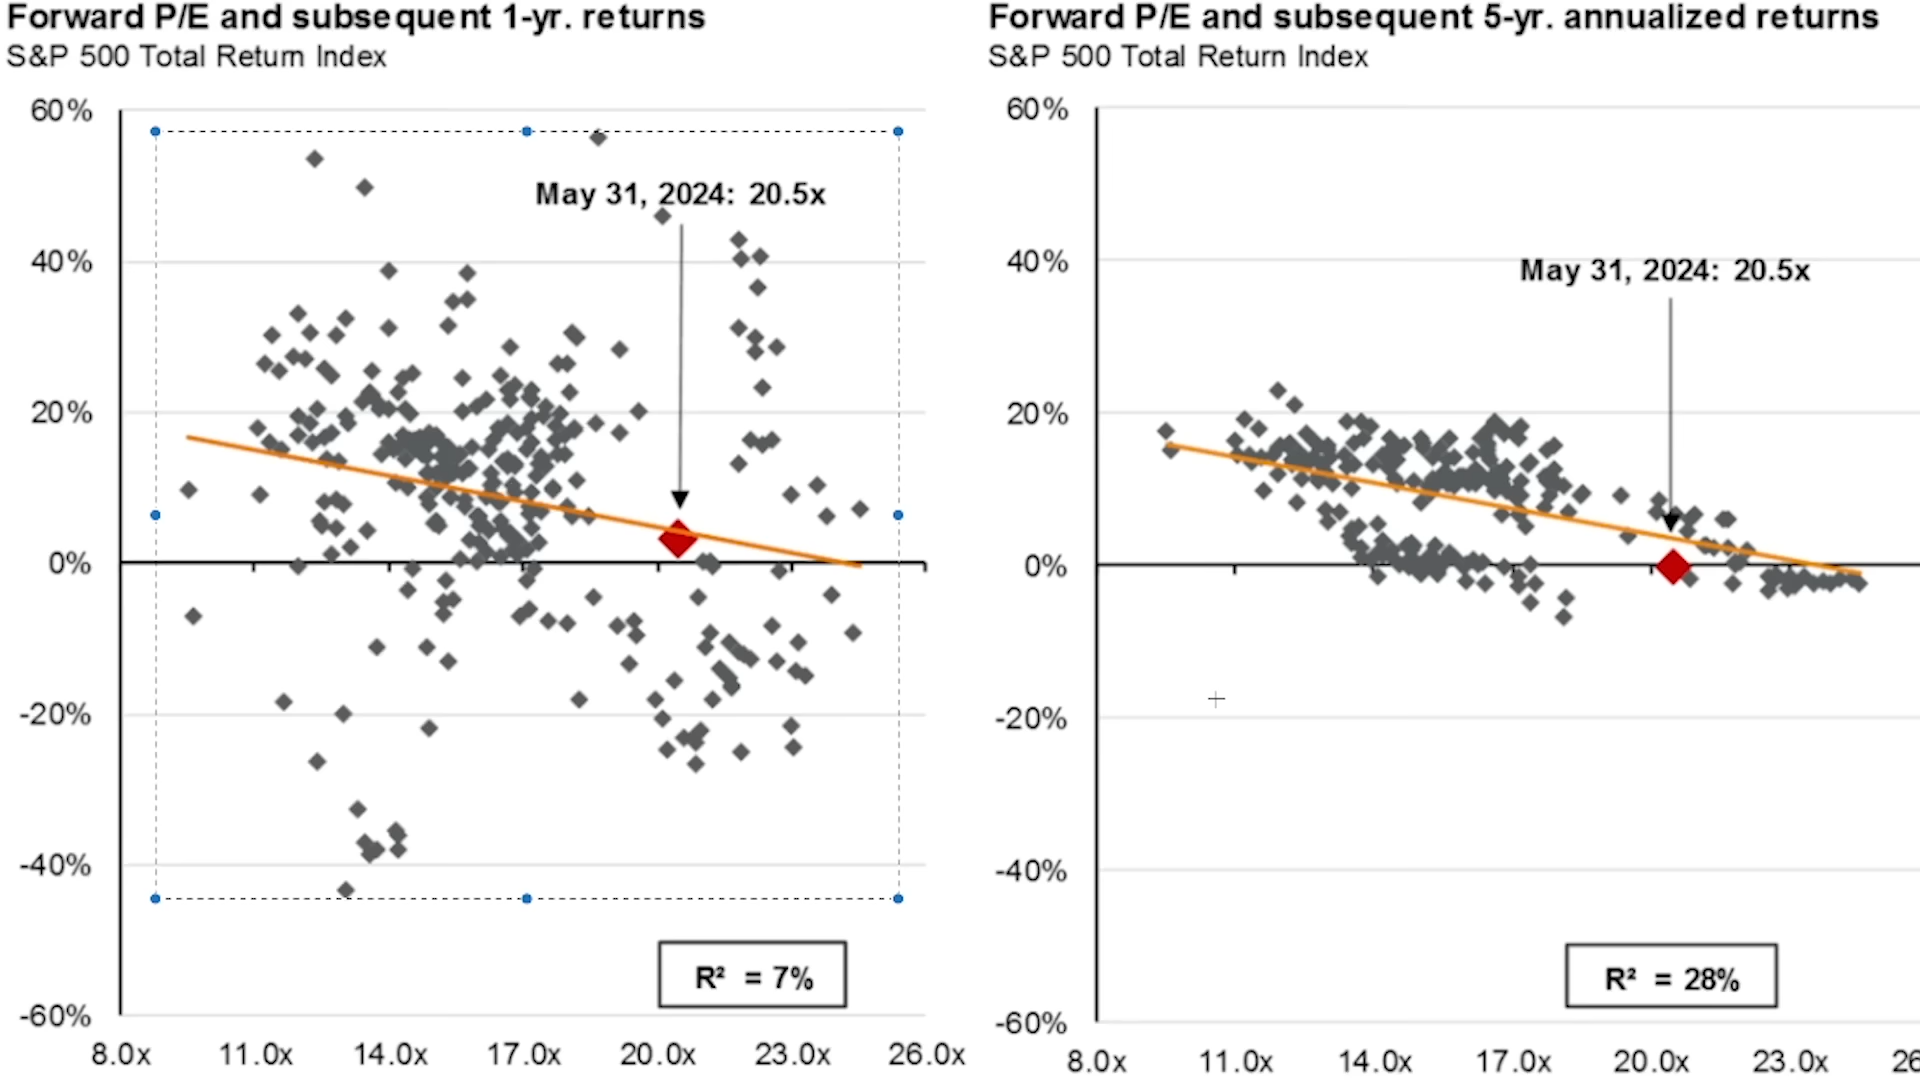 Forward P/E and subsequent 1-yr. returns
S&P 500 Total Return Index
60%
40%
20%
0%
-20%
-40%
-60%
May 31, 2024: 20.5x
R² = 7%
8.0x 11.0x 14.0x 17.0x 20.0x 23.0x 26.0x
Forward P/E and subsequent 5-yr. annualized returns
S&P 500 Total Return Index
60%
40%
20%
0%
-20%
-40%
-60%
May 31, 2024: 20.5x
R² = 28%
8.0x 11.0x 14.0x 17.0x 20.0x 23.0x 26